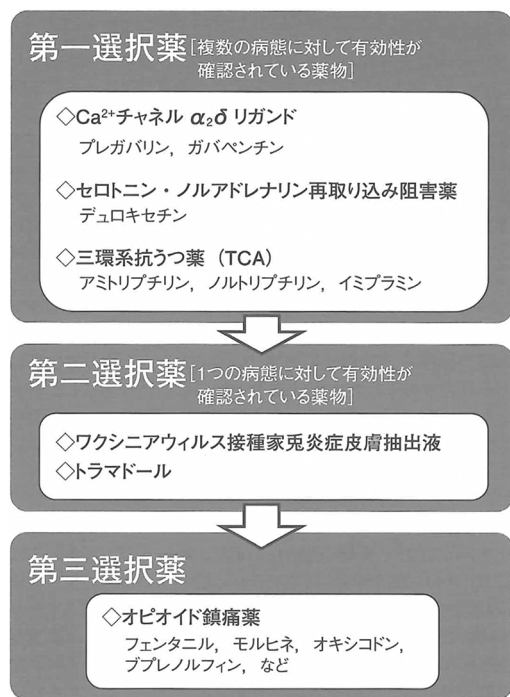 第一選択薬[複数の病態に対して有効性が
確認されている薬物]
◇Ca²⁺チャネル α₂δ リガンド
プレガバリン，ガバペンチン
◇セロトニン・ノルアドレナリン再取り込み阻害薬
デュロキセチン
◇三環系抗うつ薬（TCA）
アミトリプチリン，ノルトリプチリン，イミプラミン
第二選択薬[1つの病態に対して有効性が
確認されている薬物]
◇ワクシニアウィルス接種家兎炎症皮膚抽出液
◇トラマドール
第三選択薬
◇オピオイド鎮痛薬
フェンタニル，モルヒネ，オキシコドン，
ブプレノルフィン，など